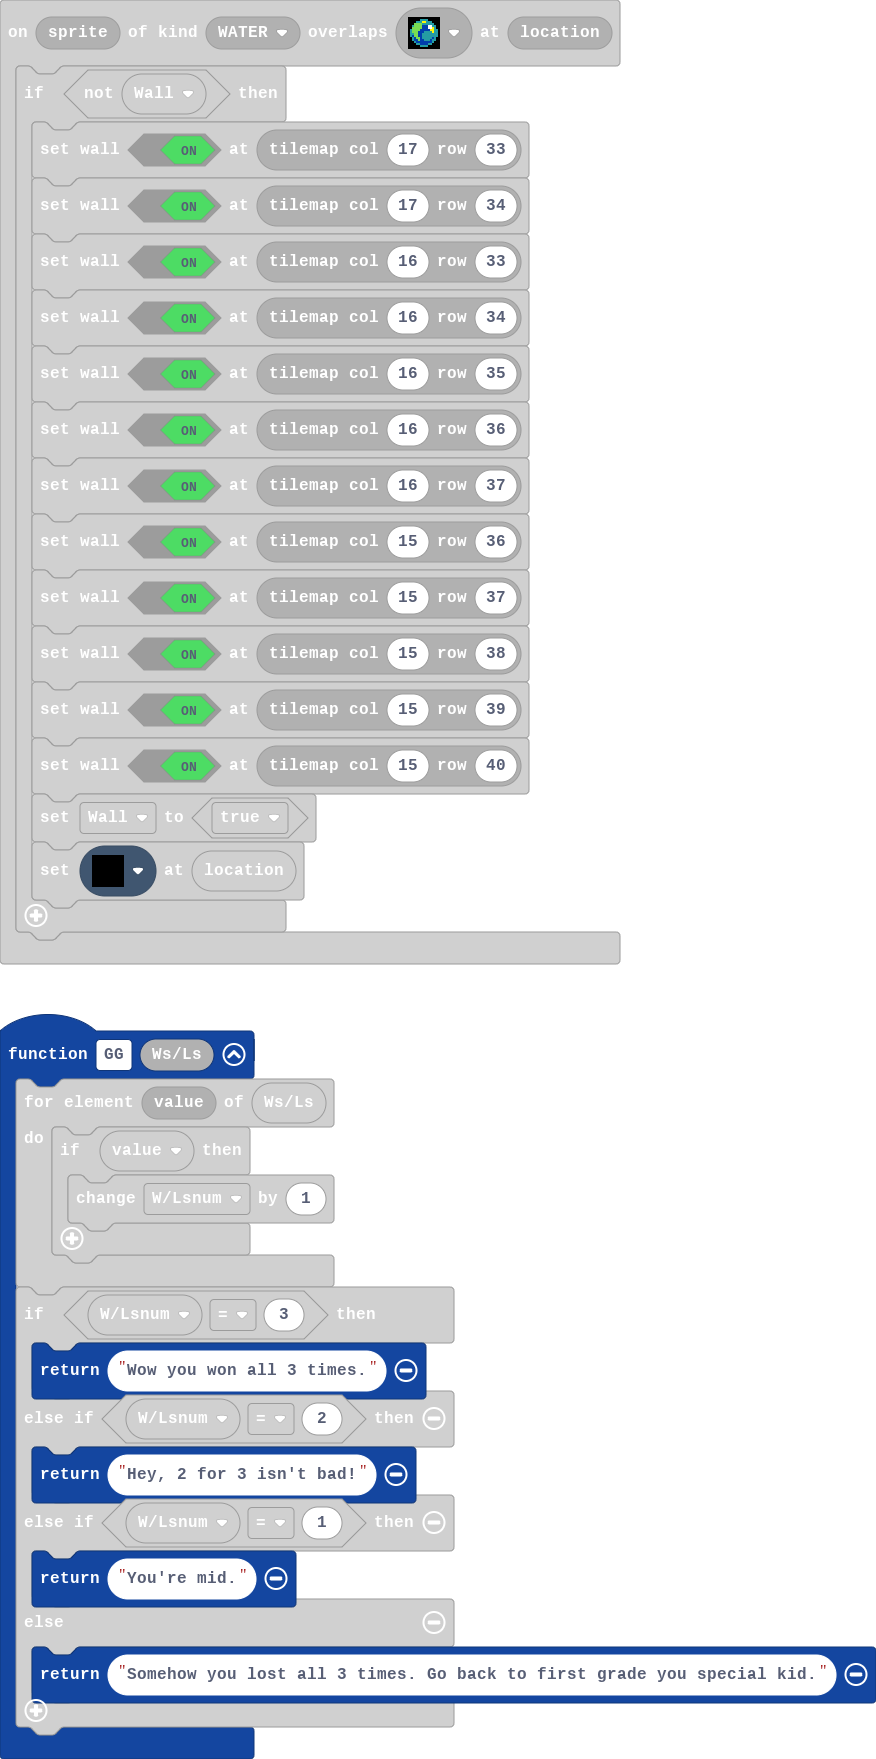 on sprite of kind WATER overlaps at location
if not Wall then
set wall ON at tilemap col 17 row 33
set wall ON at tilemap col 17 row 34
set wall ON at tilemap col 16 row 33
set wall ON at tilemap col 16 row 34
set wall ON at tilemap col 16 row 35
set wall ON at tilemap col 16 row 36
set wall ON at tilemap col 16 row 37
set wall ON at tilemap col 15 row 36
set wall ON at tilemap col 15 row 37
set wall ON at tilemap col 15 row 38
set wall ON at tilemap col 15 row 39
set wall ON at tilemap col 15 row 40
set Wall to true
set at location
function GG Ws/Ls
for element value of Ws/Ls
do
if value then
change W/Lsnum by 1
if W/Lsnum = 3 then
return "Wow you won all 3 times."
else if W/Lsnum = 2 then
return "Hey, 2 for 3 isn't bad!"
else if W/Lsnum = 1 then
return "You're mid."
else
return "Somehow you lost all 3 times. Go back to first grade you special kid."